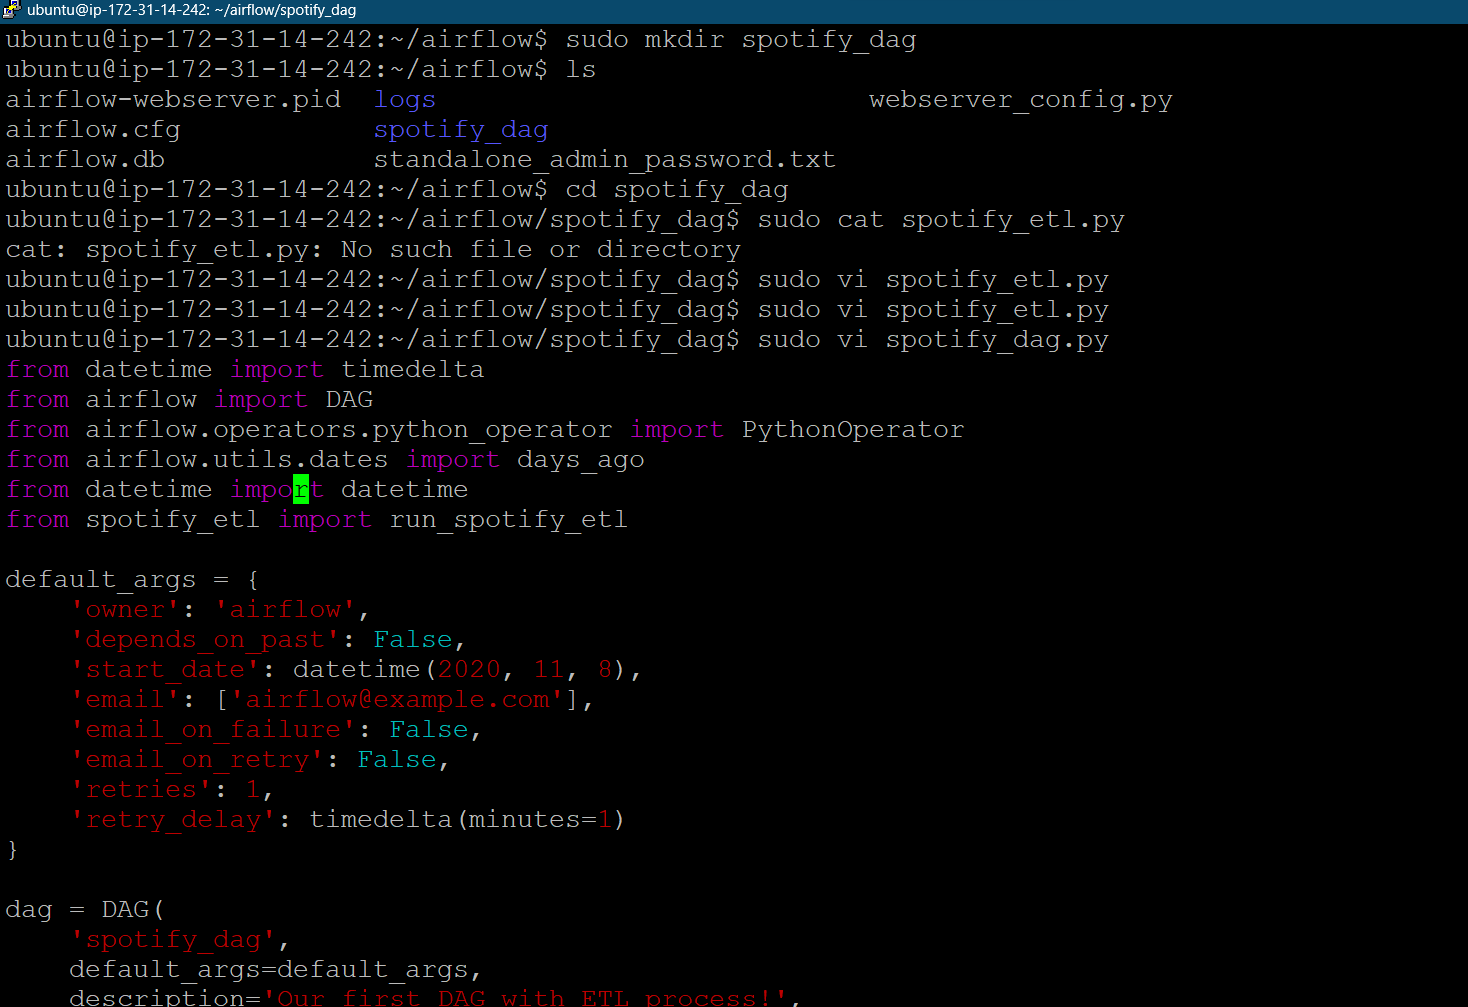 ubuntu@ip-172-31-14-242: ~/airflow/spotify_dag
ubuntu@ip-172-31-14-242:~/airflow$ sudo mkdir spotify_dag
ubuntu@ip-172-31-14-242:~/airflow$ ls
airflow-webserver.pid  logs                           webserver_config.py
airflow.cfg            spotify_dag
airflow.db             standalone_admin_password.txt
ubuntu@ip-172-31-14-242:~/airflow$ cd spotify_dag
ubuntu@ip-172-31-14-242:~/airflow/spotify_dag$ sudo cat spotify_etl.py
cat: spotify_etl.py: No such file or directory
ubuntu@ip-172-31-14-242:~/airflow/spotify_dag$ sudo vi spotify_etl.py
ubuntu@ip-172-31-14-242:~/airflow/spotify_dag$ sudo vi spotify_etl.py
ubuntu@ip-172-31-14-242:~/airflow/spotify_dag$ sudo vi spotify_dag.py
from datetime import timedelta
from airflow import DAG
from airflow.operators.python_operator import PythonOperator
from airflow.utils.dates import days_ago
from datetime import datetime
from spotify_etl import run_spotify_etl

default_args = {
    'owner': 'airflow',
    'depends_on_past': False,
    'start_date': datetime(2020, 11, 8),
    'email': ['airflow@example.com'],
    'email_on_failure': False,
    'email_on_retry': False,
    'retries': 1,
    'retry_delay': timedelta(minutes=1)
}

dag = DAG(
    'spotify_dag',
    default_args=default_args,
    description='Our first DAG with ETL process!',